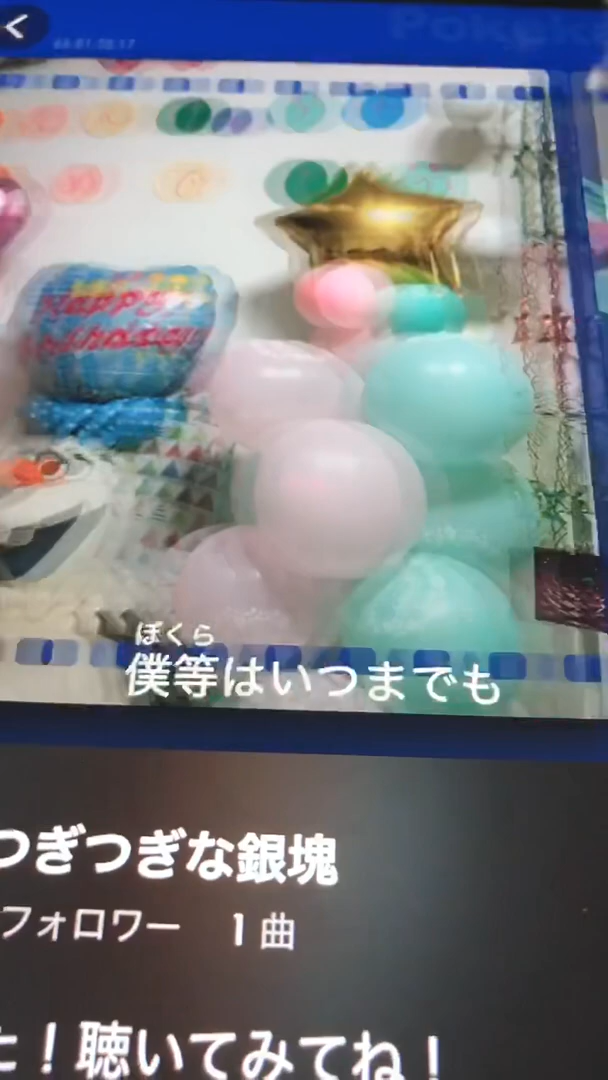 Pokeka
Happy
Birthday
ぼくら
僕等はいつまでも
つぎつぎな銀塊
フォロワー 1曲
た！聴いてみてね！